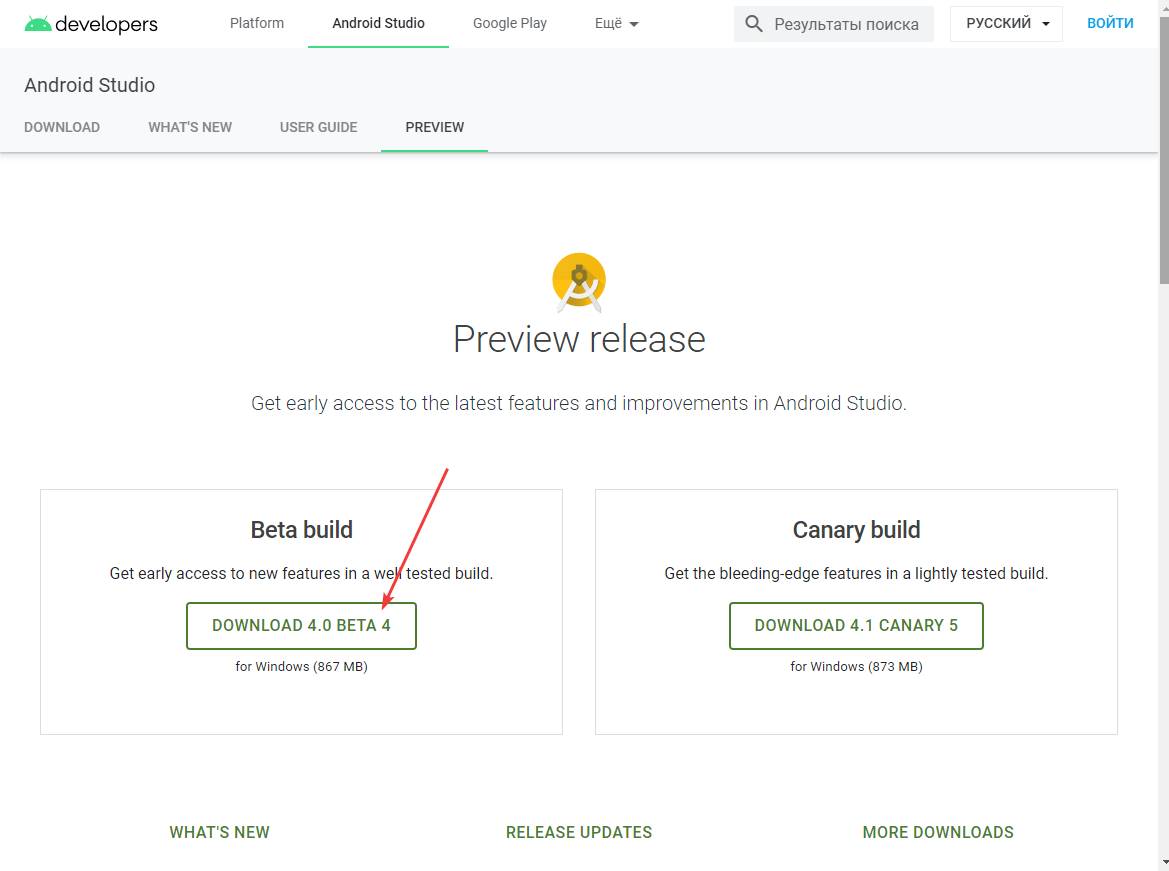 developers
Platform
Android Studio
Google Play
Ещё
Результаты поиска
РУССКИЙ
ВОЙТИ
Android Studio
DOWNLOAD
WHAT'S NEW
USER GUIDE
PREVIEW
Preview release
Get early access to the latest features and improvements in Android Studio.
Beta build
Get early access to new features in a well tested build.
DOWNLOAD 4.0 BETA 4
for Windows (867 MB)
Canary build
Get the bleeding-edge features in a lightly tested build.
DOWNLOAD 4.1 CANARY 5
for Windows (873 MB)
WHAT'S NEW
RELEASE UPDATES
MORE DOWNLOADS